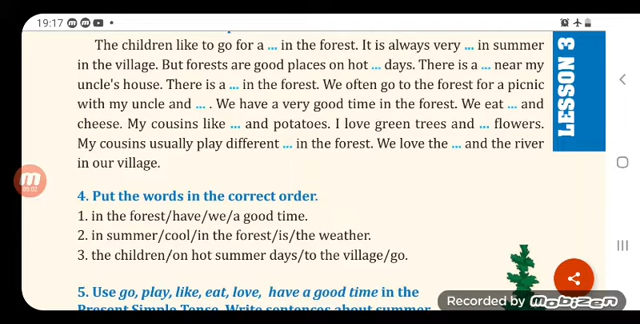 19:17
The children like to go for a ... in the forest. It is always very ... in summer
in the village. But forests are good places on hot ... days. There is a ... near my
uncle's house. There is a ... in the forest. We often go to the forest for a picnic
with my uncle and ... . We have a very good time in the forest. We eat ... and
cheese. My cousins like ... and potatoes. I love green trees and ... flowers.
My cousins usually play different ... in the forest. We love the ... and the river
in our village.
LESSON 3
4. Put the words in the correct order.
1. in the forest/have/we/a good time.
2. in summer/cool/in the forest/is/the weather.
3. the children/on hot summer days/to the village/go.
5. Use go, play, like, eat, love, have a good time in the
Present Simple Tense. Write sentences about summer
Recorded by mobizen